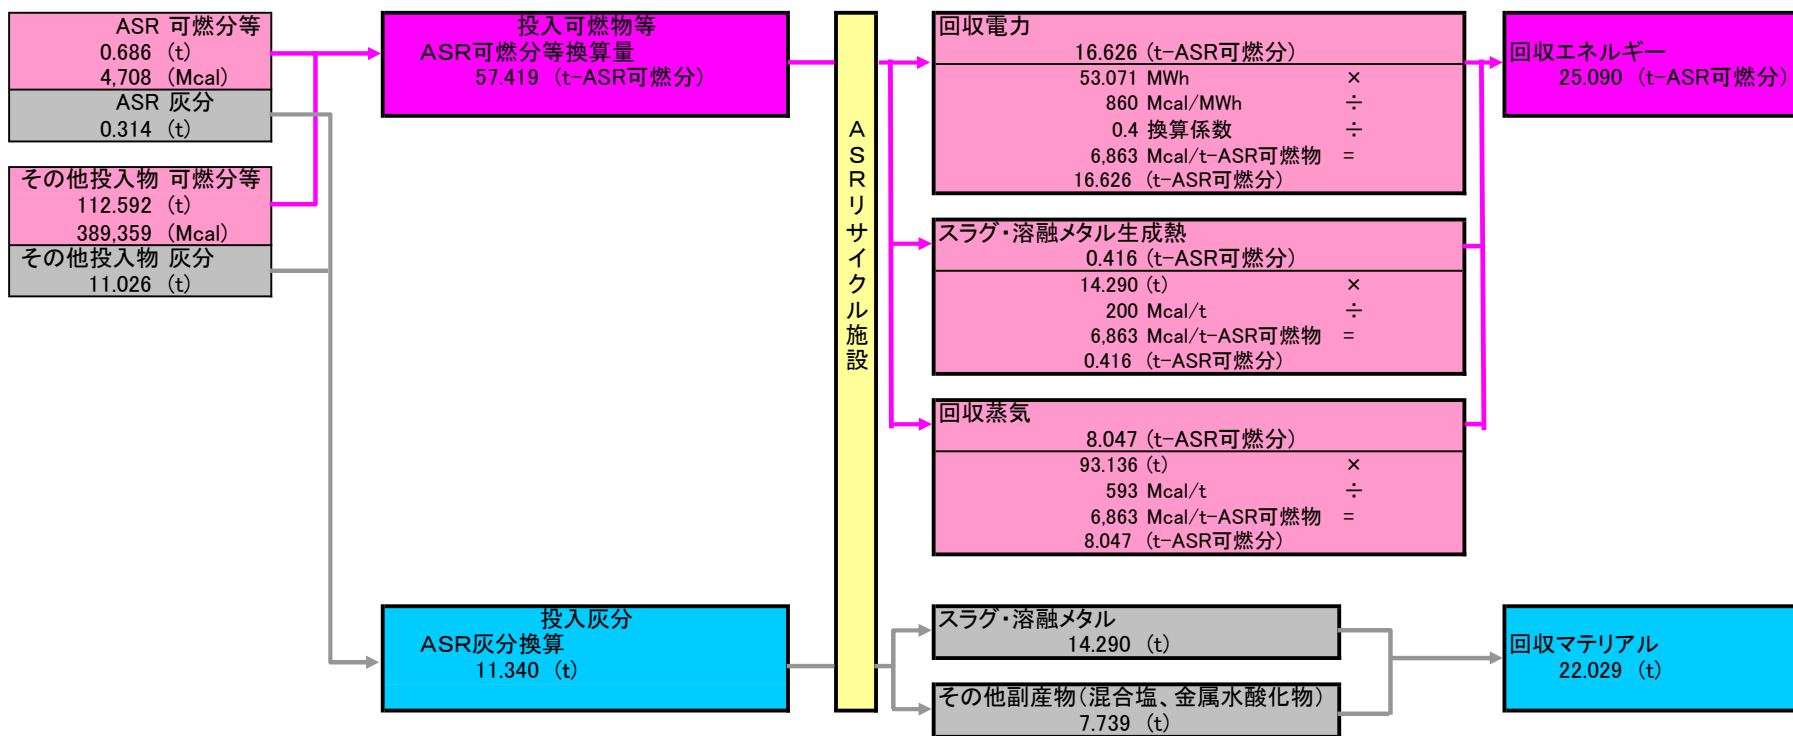 ASR 可燃分等
0.686 (t)
4,708 (Mcal)
ASR 灰分
0.314 (t)
その他投入物 可燃分等
112.592 (t)
389,359 (Mcal)
その他投入物 灰分
11.026 (t)
投入可燃物等
ASR可燃分等換算量
57.419 (t-ASR可燃分)
投入灰分
ASR灰分換算
11.340 (t)
ASRリサイクル施設
回収電力
16.626 (t-ASR可燃分)
53.071 MWh ×
860 Mcal/MWh ÷
0.4 換算係数 ÷
6,863 Mcal/t-ASR可燃物 =
16.626 (t-ASR可燃分)
スラグ・溶融メタル生成熱
0.416 (t-ASR可燃分)
14.290 (t) ×
200 Mcal/t ÷
6,863 Mcal/t-ASR可燃物 =
0.416 (t-ASR可燃分)
回収蒸気
8.047 (t-ASR可燃分)
93.136 (t) ×
593 Mcal/t ÷
6,863 Mcal/t-ASR可燃物 =
8.047 (t-ASR可燃分)
スラグ・溶融メタル
14.290 (t)
その他副産物(混合塩、金属水酸化物)
7.739 (t)
回収エネルギー
25.090 (t-ASR可燃分)
回収マテリアル
22.029 (t)